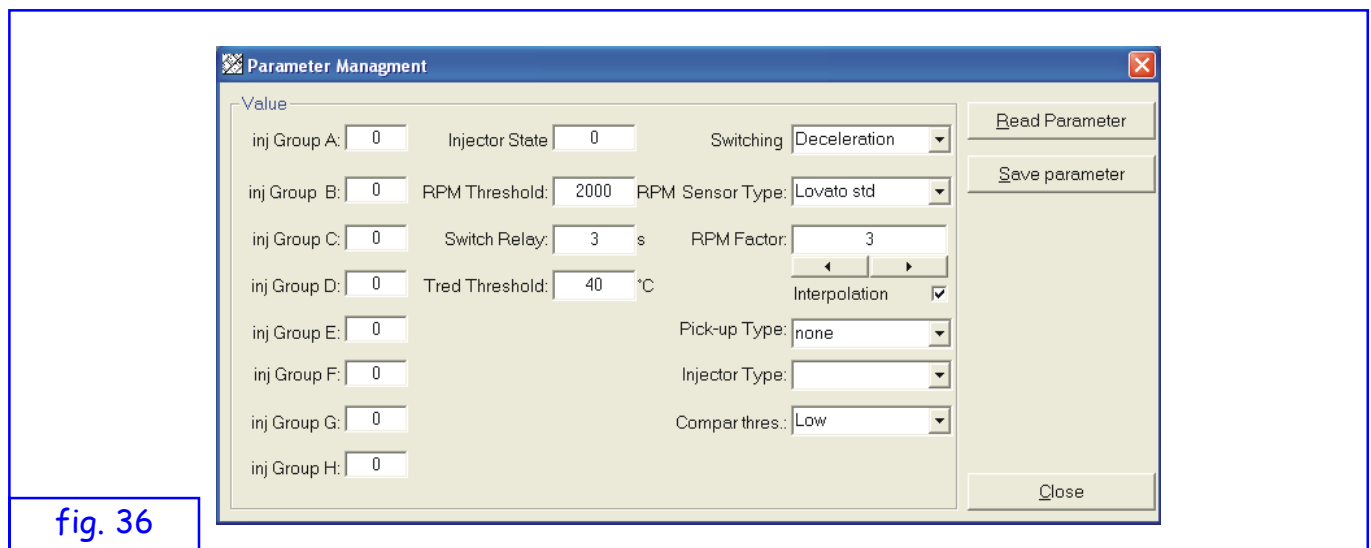 Parameter Managment
Value
inj Group A: 0 Injector State 0 Switching Deceleration
inj Group B: 0 RPM Threshold: 2000 RPM Sensor Type: Lovato std
inj Group C: 0 Switch Relay: 3 s RPM Factor: 3
inj Group D: 0 Tred Threshold: 40 °C Interpolation
inj Group E: 0 Pick-up Type: none
inj Group F: 0 Injector Type:
inj Group G: 0 Compar thres.: Low
inj Group H: 0
Read Parameter
Save parameter
Close
fig. 36